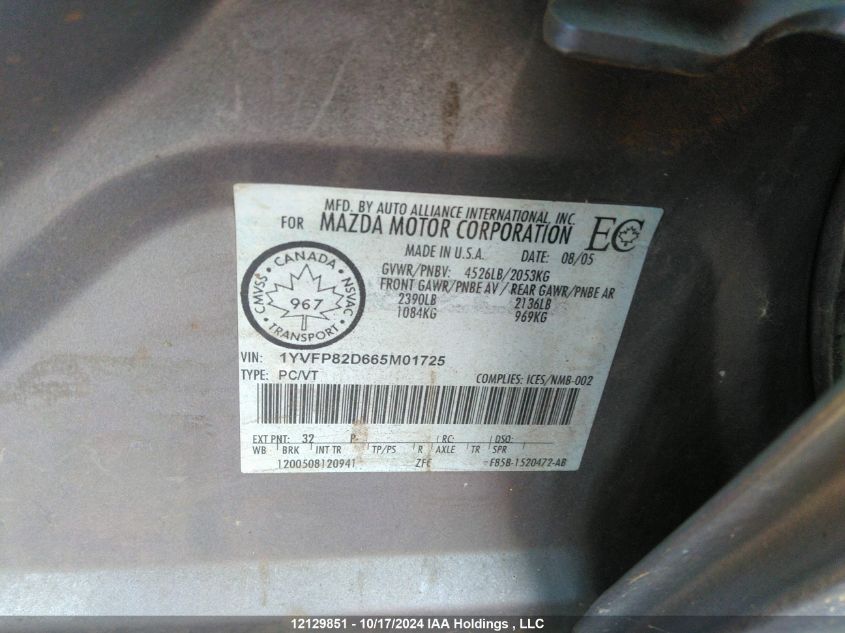 MFD. BY AUTO ALLIANCE INTERNATIONAL, INC.
FOR MAZDA MOTOR CORPORATION EC
MADE IN U.S.A. DATE: 08/05
GVWR/PNBV: 4526LB/2053KG
FRONT GAWR/PNBE AV / REAR GAWR/PNBE AR
2390LB 2136LB
1084KG 969KG
CANADA
CMVSS 967 NSVAC
TRANSPORT
VIN: 1YVFP82D665M01725
TYPE: PC/VT COMPLIES: ICES/NMB-002
EXT PNT: 32 P: RC: DSO:
WB BRK INT TR TP/PS R AXLE TR SPR
1200508120941 ZFC F85B-1520472-AB
12129851 - 10/17/2024 IAA Holdings , LLC